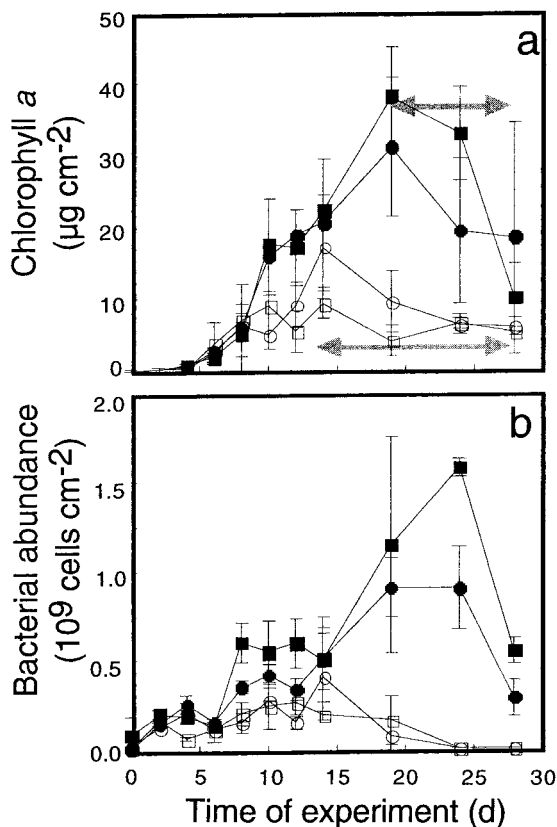 50
a
40
30
20
10
0
Chlorophyll a
(µg cm-2)
2.0
b
1.5
1.0
0.5
0.0
Bacterial abundance
(10⁹ cells cm-2)
0 5 10 15 20 25 30
Time of experiment (d)